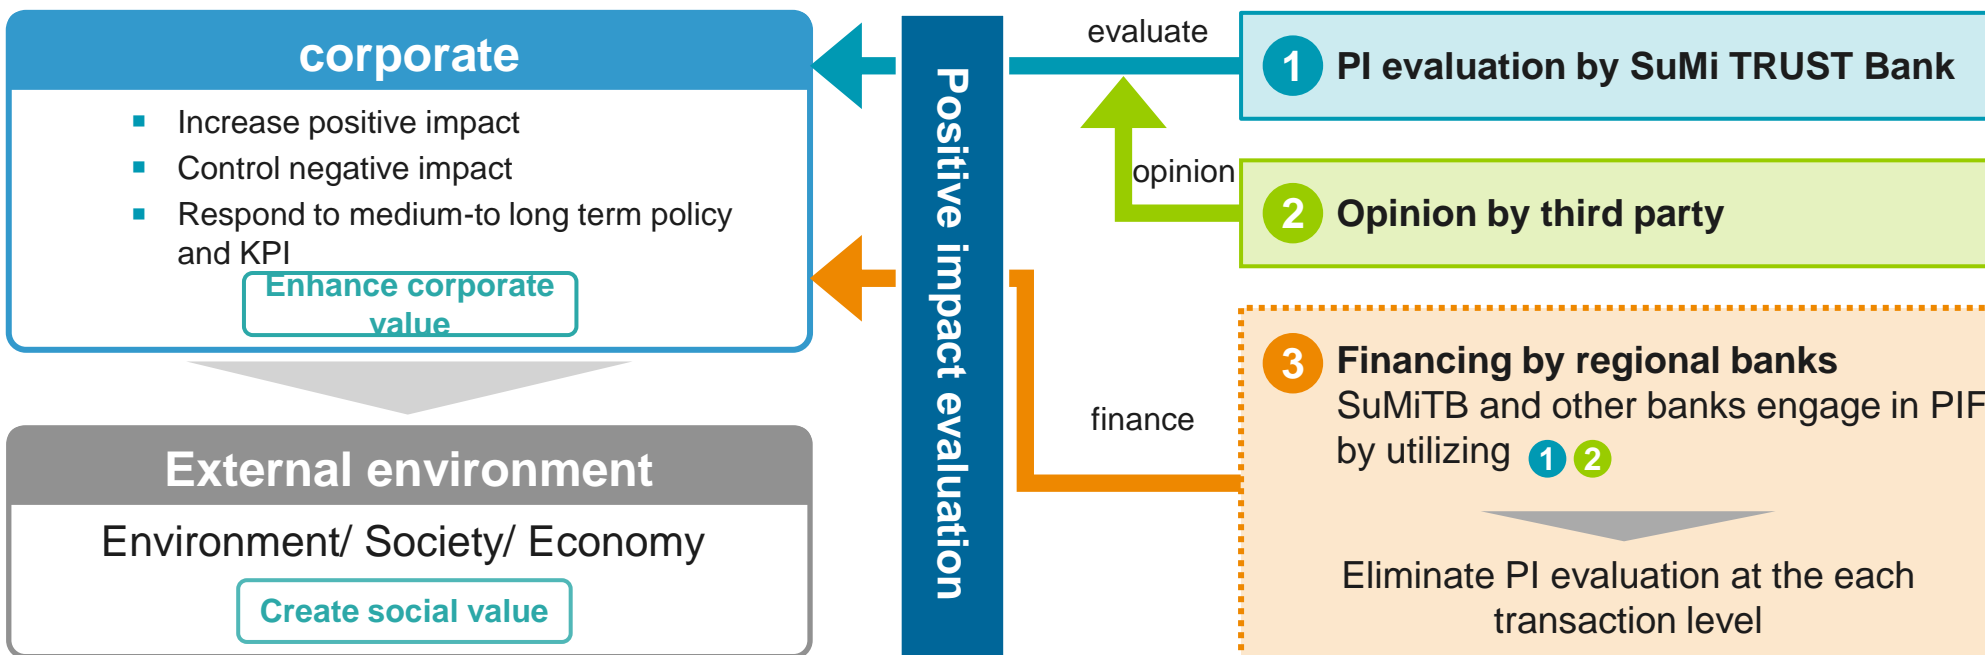 corporate
Increase positive impact
Control negative impact
Respond to medium-to long term policy
and KPI
Enhance corporate
value
External environment
Environment/ Society/ Economy
Create social value
Positive impact evaluation
evaluate
opinion
finance
1 PI evaluation by SuMi TRUST Bank
2 Opinion by third party
3 Financing by regional banks
SuMiTB and other banks engage in PIF
by utilizing 1 2
Eliminate PI evaluation at the each
transaction level